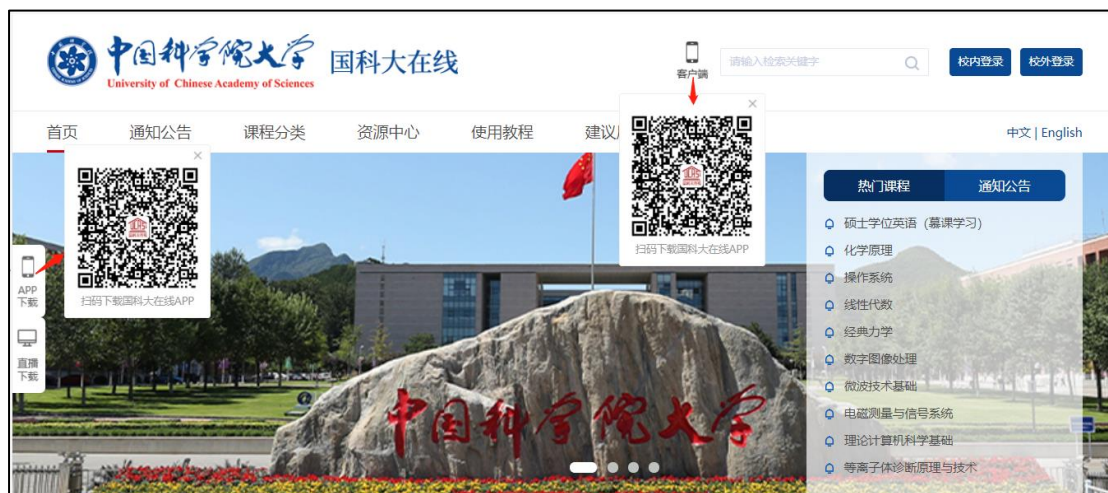 中国科学院大学
University of Chinese Academy of Sciences
国科大在线
客户端
请输入检索关键字
校内登录
校外登录
首页
通知公告
课程分类
资源中心
使用教程
建议
中文 | English
扫码下载国科大在线APP
扫码下载国科大在线APP
APP
下载
直播
下载
热门课程
通知公告
硕士学位英语（慕课学习）
化学原理
操作系统
线性代数
经典力学
数字图像处理
微波技术基础
电磁测量与信号系统
理论计算机科学基础
等离子体诊断原理与技术
中国科学院大学